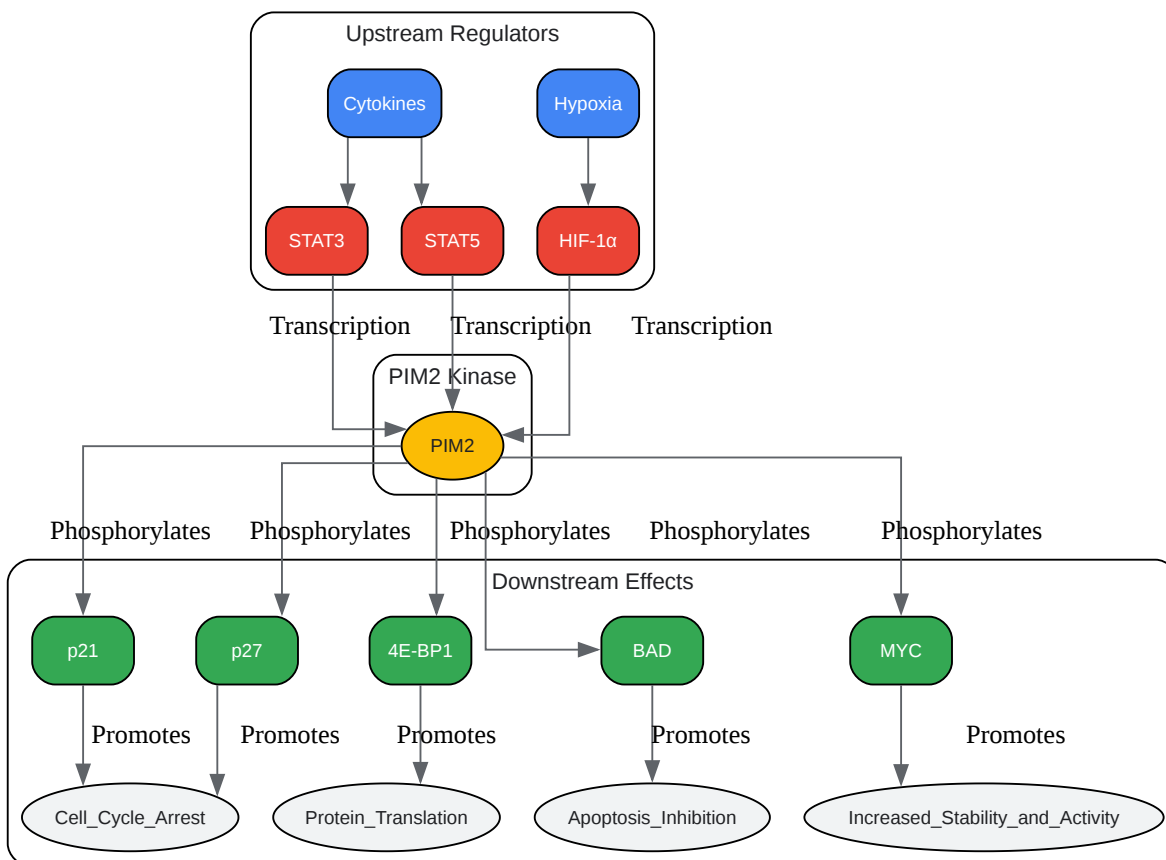 Upstream Regulators
Cytokines
Hypoxia
STAT3
STAT5
HIF-1α
Transcription
Transcription
Transcription
PIM2 Kinase
PIM2
Phosphorylates
Phosphorylates
Phosphorylates
Phosphorylates
Phosphorylates
Downstream Effects
p21
p27
4E-BP1
BAD
MYC
Promotes
Promotes
Promotes
Promotes
Promotes
Cell_Cycle_Arrest
Protein_Translation
Apoptosis_Inhibition
Increased_Stability_and_Activity